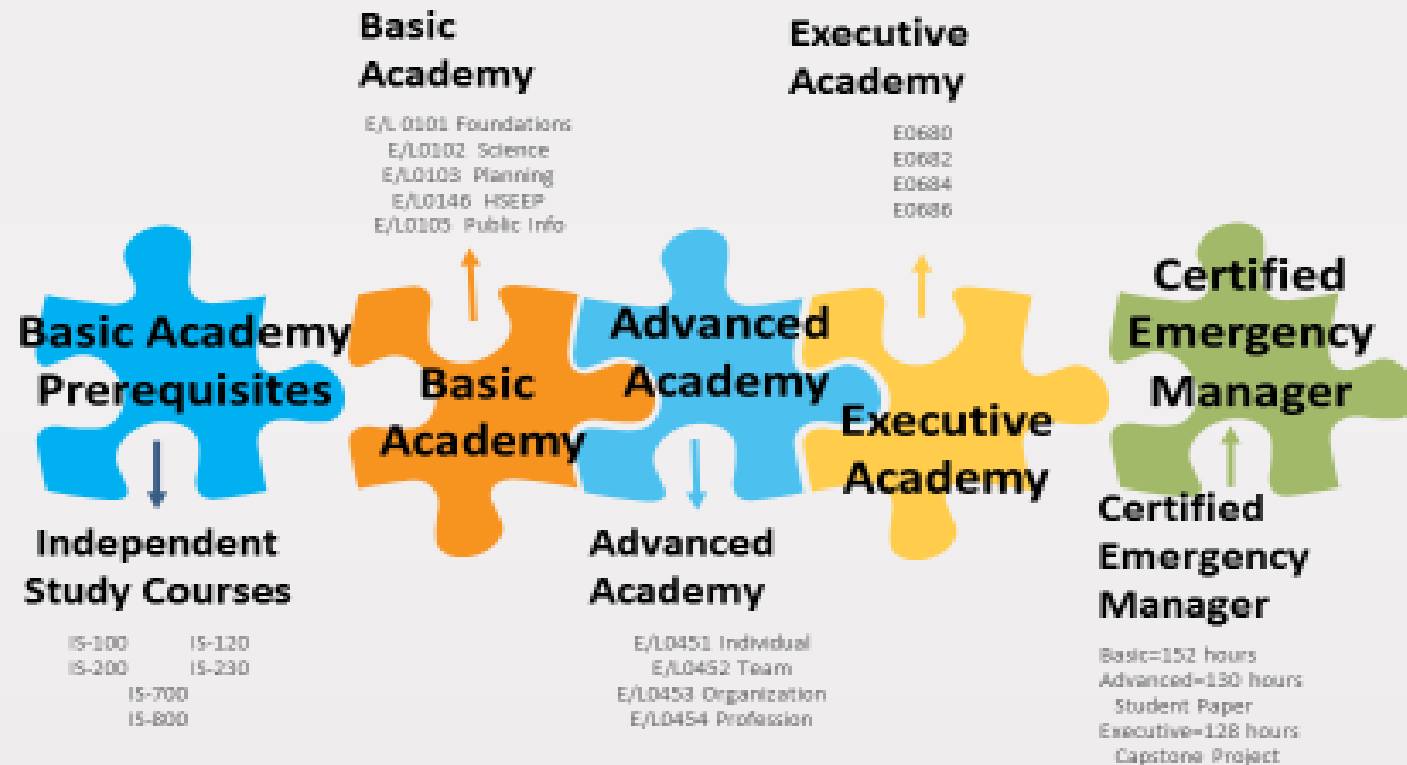 Basic
Academy
E/L 0101 Foundations
E/L0102 Science
E/L0103 Planning
E/L0146 HSEEP
E/L0105 Public Info
Executive
Academy
E0680
E0682
E0684
E0686
Basic Academy
Prerequisites
Basic
Academy
Advanced
Academy
Executive
Academy
Certified
Emergency
Manager
Independent
Study Courses
IS-100 IS-120
IS-200 IS-230
IS-700
IS-800
Advanced
Academy
E/L0451 Individual
E/L0452 Team
E/L0453 Organization
E/L0454 Profession
Certified
Emergency
Manager
Basic=152 hours
Advanced=130 hours
Student Paper
Executive=128 hours
Capstone Project